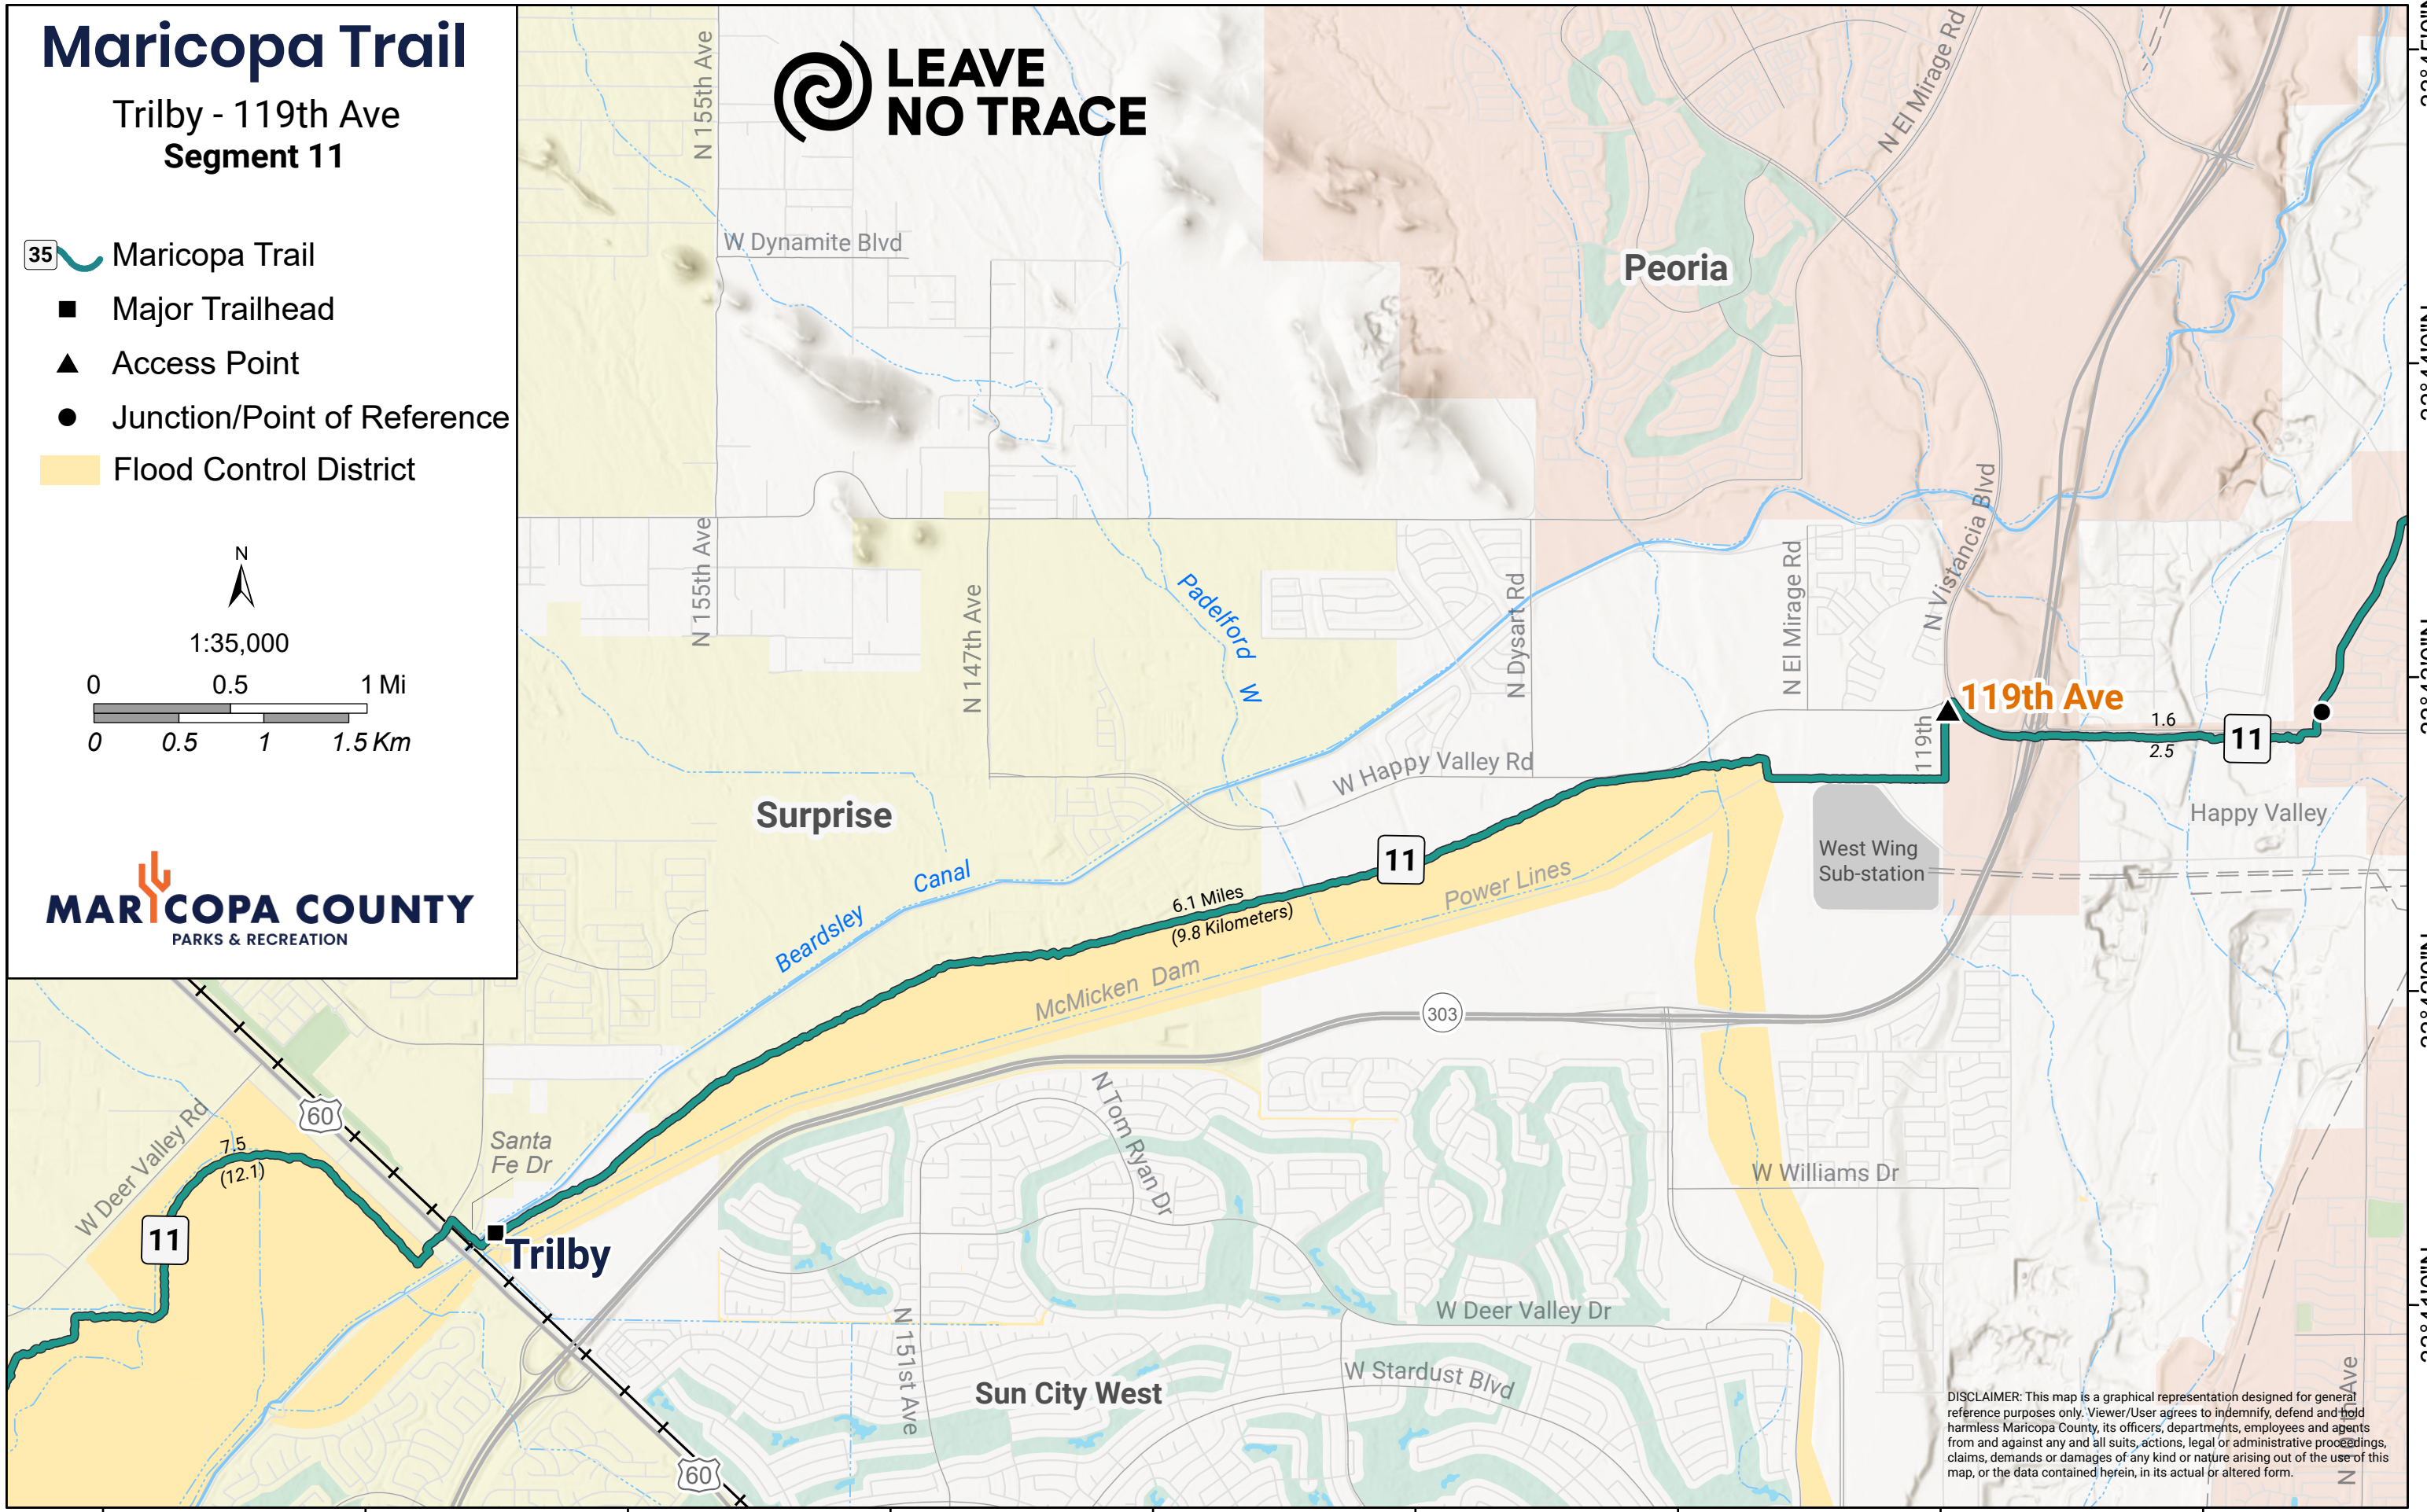 Maricopa Trail
Trilby - 119th Ave
Segment 11
35
Maricopa Trail
Major Trailhead
Access Point
Junction/Point of Reference
Flood Control District
N
1:35,000
0 0.5 1 Mi
0 0.5 1 1.5 Km
MARICOPA COUNTY
PARKS & RECREATION
LEAVE
NO TRACE
N 155th Ave
W Dynamite Blvd
N El Mirage Rd
Peoria
N 155th Ave
N 147th Ave
Padelford W
N Dysart Rd
N El Mirage Rd
N Vistancia Blvd
119th Ave
119th
1.6
2.5
11
Happy Valley
W Happy Valley Rd
Surprise
Beardsley Canal
11
6.1 Miles
(9.8 Kilometers)
Power Lines
McMicken Dam
West Wing
Sub-station
303
60
W Deer Valley Rd
7.5
(12.1)
11
Santa
Fe Dr
Trilby
N Tom Ryan Dr
W Williams Dr
W Deer Valley Dr
N 151st Ave
Sun City West
W Stardust Blvd
60
DISCLAIMER: This map is a graphical representation designed for general
reference purposes only. Viewer/User agrees to indemnify, defend and hold
harmless Maricopa County, its officers, departments, employees and agents
from and against any and all suits, actions, legal or administrative proceedings,
claims, demands or damages of any kind or nature arising out of the use of this
map, or the data contained herein, in its actual or altered form.